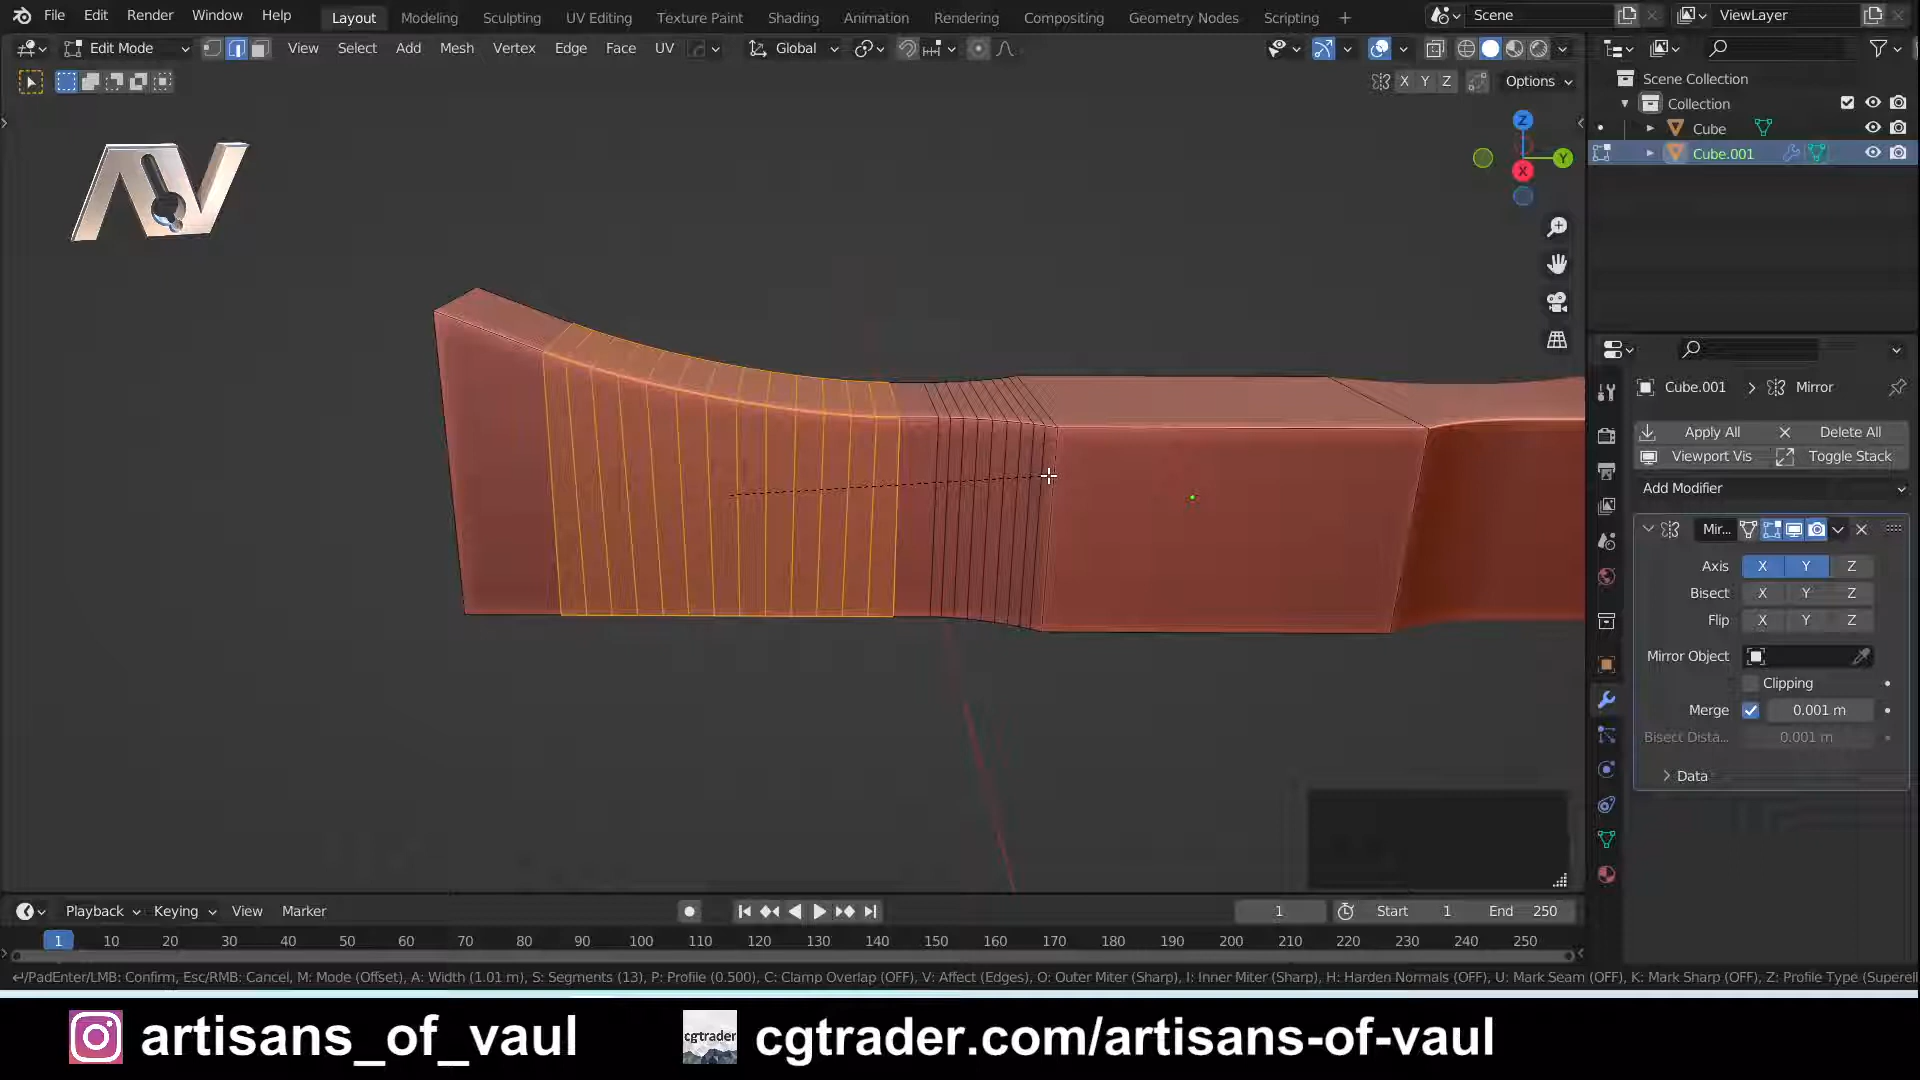 File Edit Render Window Help Layout Modeling Sculpting UV Editing Texture Paint Shading Animation Rendering Compositing Geometry Nodes Scripting + Scene ViewLayer
Edit Mode View Select Add Mesh Vertex Edge Face UV Global
X Y Z Options
Scene Collection
Collection
Cube
Cube.001
Z
Y
X
AV
Cube.001 > Mirror
Apply All Delete All
Viewport Vis Toggle Stack
Add Modifier
Mir...
Axis X Y Z
Bisect X Y Z
Flip X Y Z
Mirror Object
Clipping
Merge 0.001 m
Bisect Dista... 0.001 m
Data
Playback Keying View Marker 1 Start 1 End 250
1 10 20 30 40 50 60 70 80 90 100 110 120 130 140 150 160 170 180 190 200 210 220 230 240 250
↵/PadEnter/LMB: Confirm, Esc/RMB: Cancel, M: Mode (Offset), A: Width (1.01 m), S: Segments (13), P: Profile (0.500), C: Clamp Overlap (OFF), V: Affect (Edges), O: Outer Miter (Sharp), I: Inner Miter (Sharp), H: Harden Normals (OFF), U: Mark Seam (OFF), K: Mark Sharp (OFF), Z: Profile Type (Superell
artisans_of_vaul cgtrader cgtrader.com/artisans-of-vaul